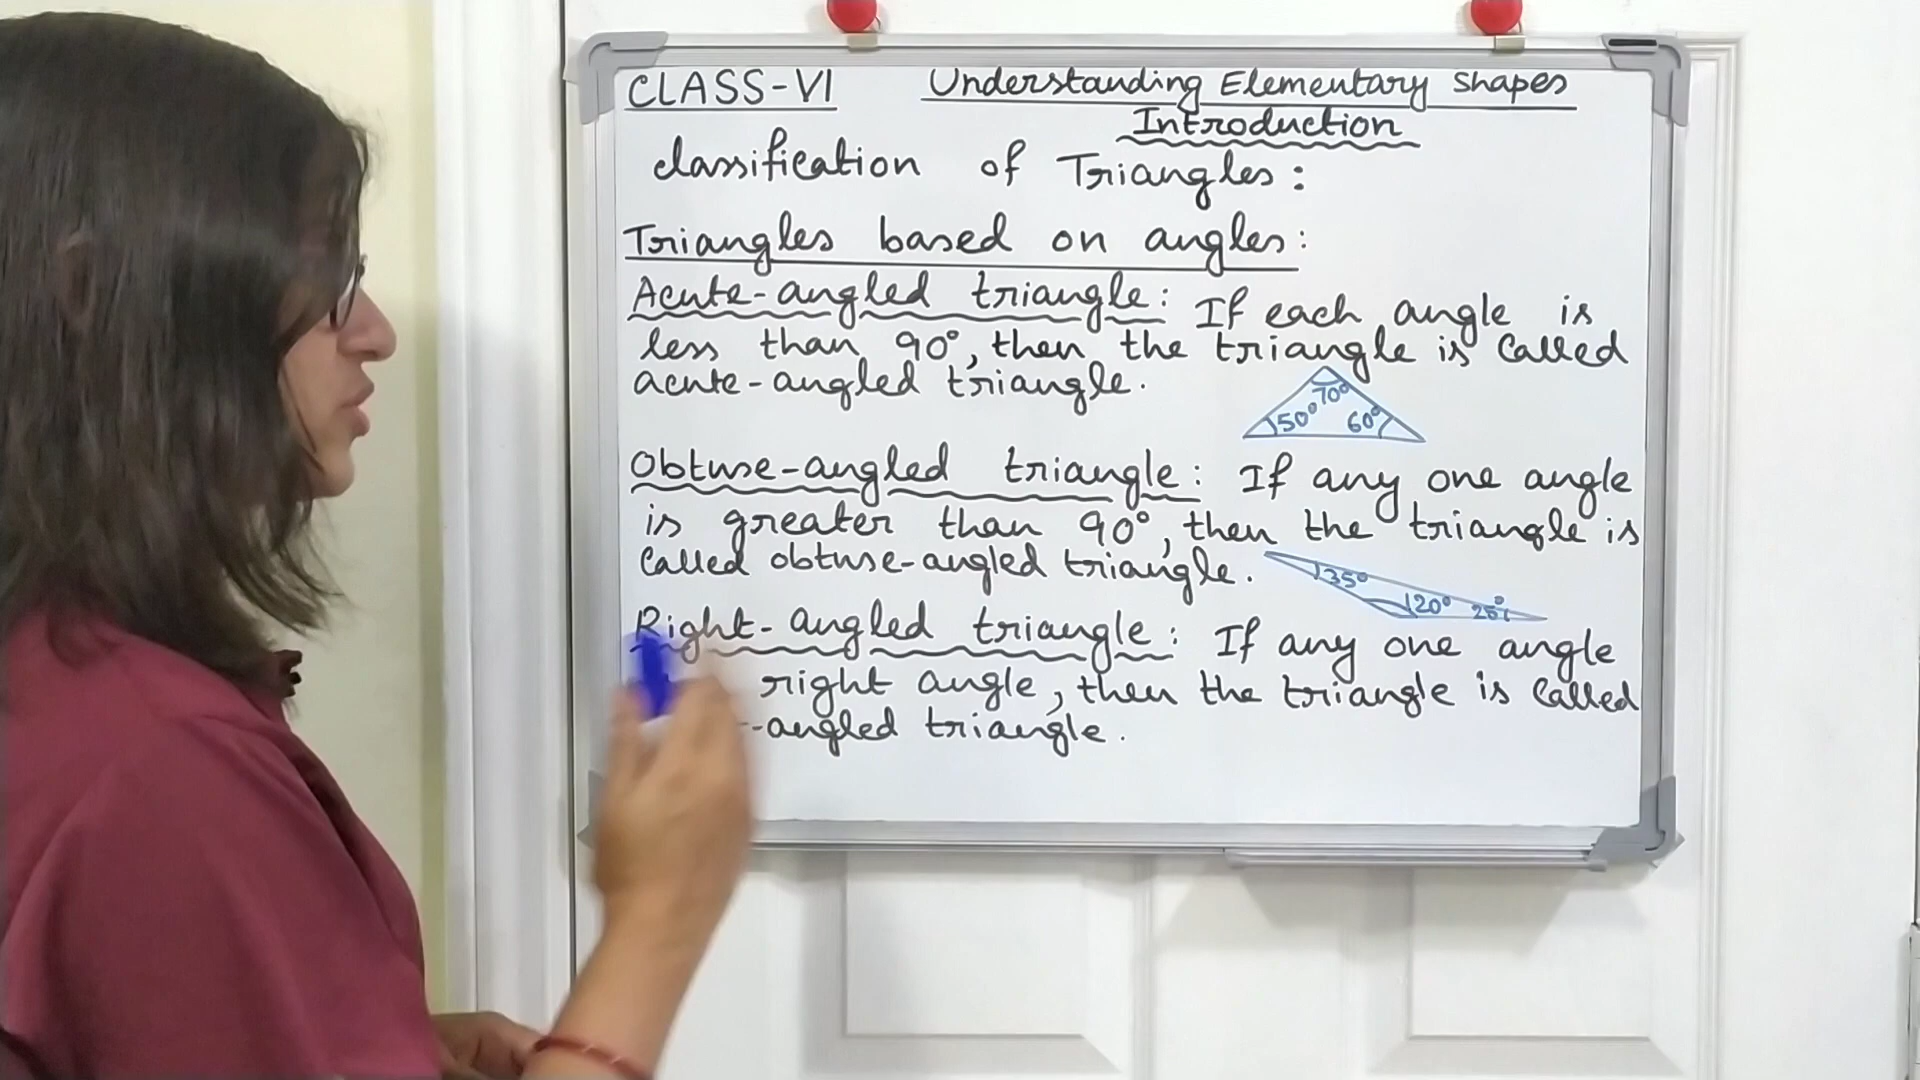 CLASS-VI Understanding Elementary Shapes
Introduction
classification of Triangles:
Triangles based on angles:
Acute-angled triangle: If each angle is
less than 90°, then the triangle is called
acute-angled triangle.
70°
50° 60°
Obtuse-angled triangle: If any one angle
is greater than 90°, then the triangle is
called obtuse-angled triangle.
35°
120° 25°
Right-angled triangle: If any one angle
right angle, then the triangle is called
-angled triangle.